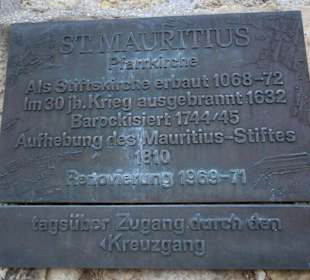 ST. MAURITIUS
Pfarrkirche
Als Stiftskirche erbaut 1068-72
Im 30 jh. Krieg ausgebrannt 1632
Barockisiert 1744/45
Aufhebung des Mauritius-Stiftes
1810
Renovierung 1969-71
tagsüber Zugang durch den
Kreuzgang